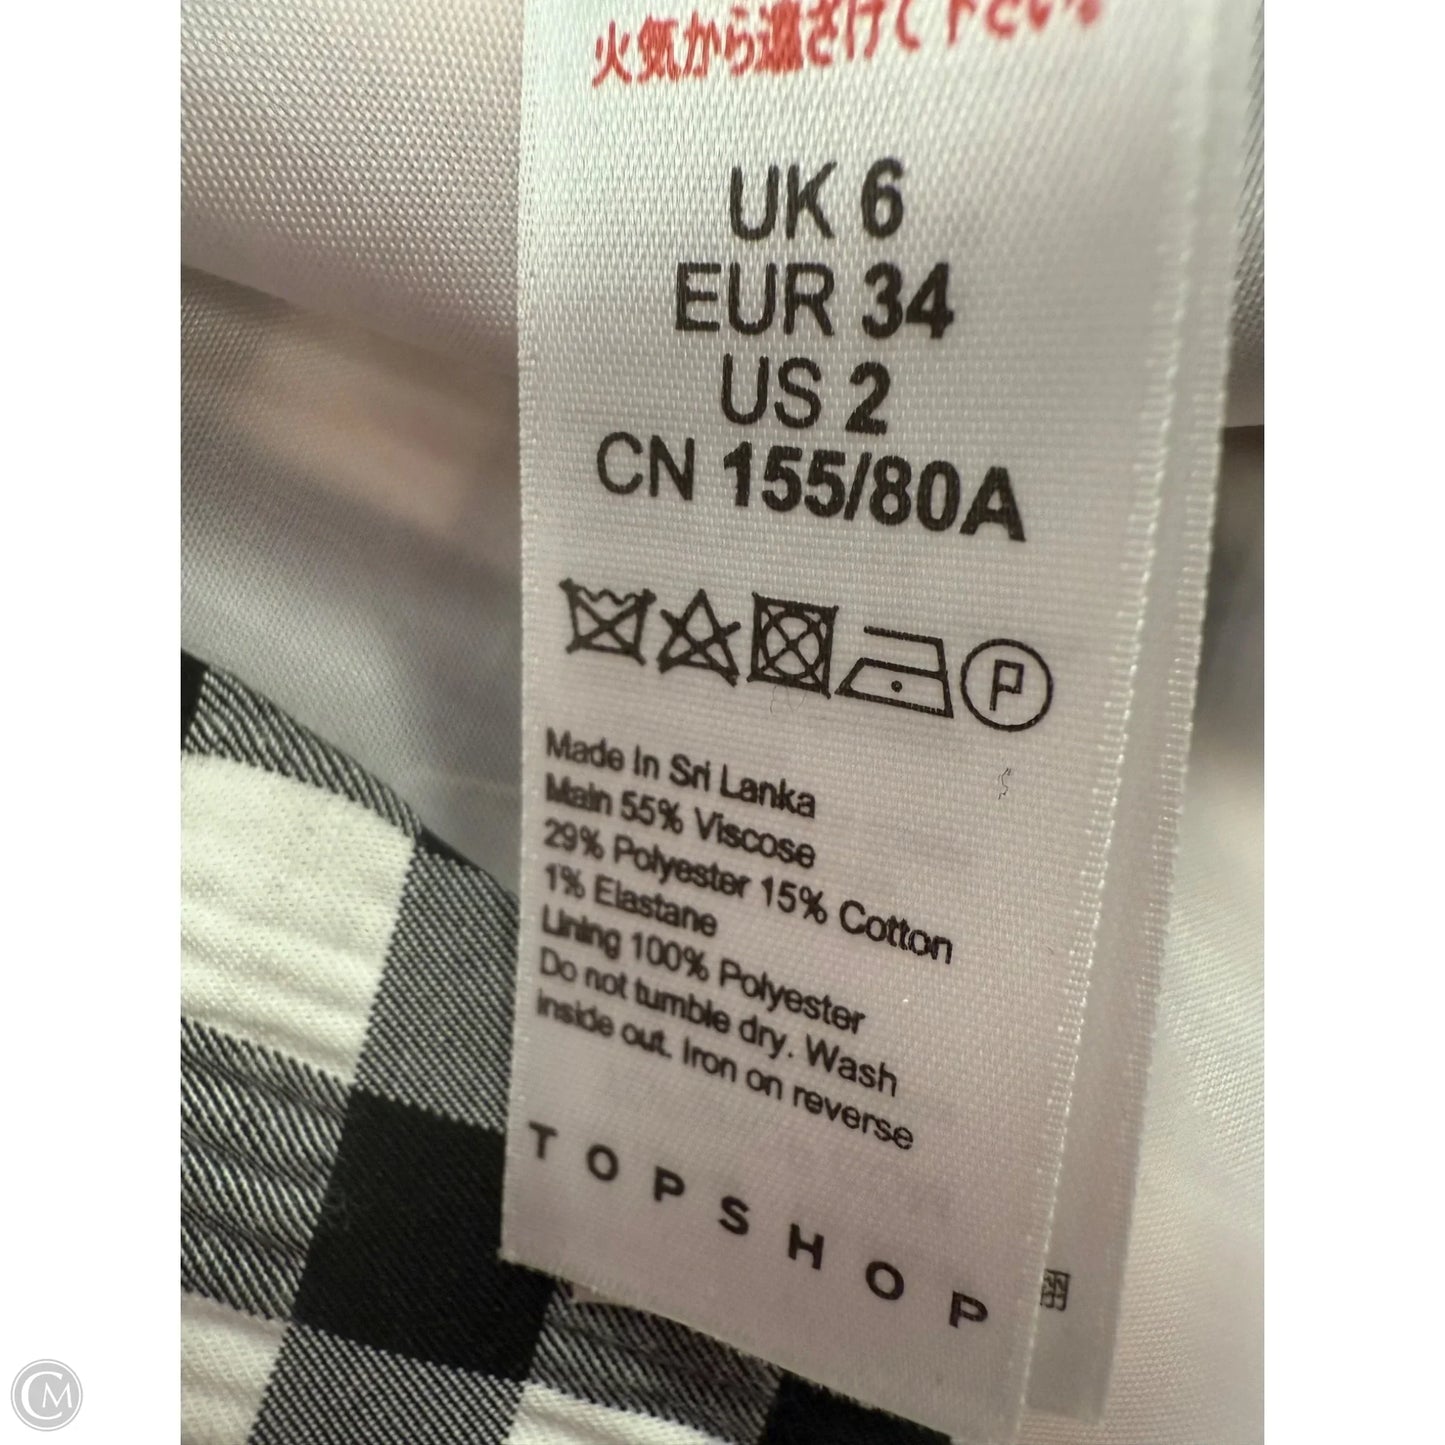 火気から遠ざけて下さい。
UK 6
EUR 34
US 2
CN 155/80A
P
Made In Sri Lanka
Main 55% Viscose
29% Polyester 15% Cotton
1% Elastane
Lining 100% Polyester
Do not tumble dry. Wash
inside out. Iron on reverse
TOPSHOP
CM